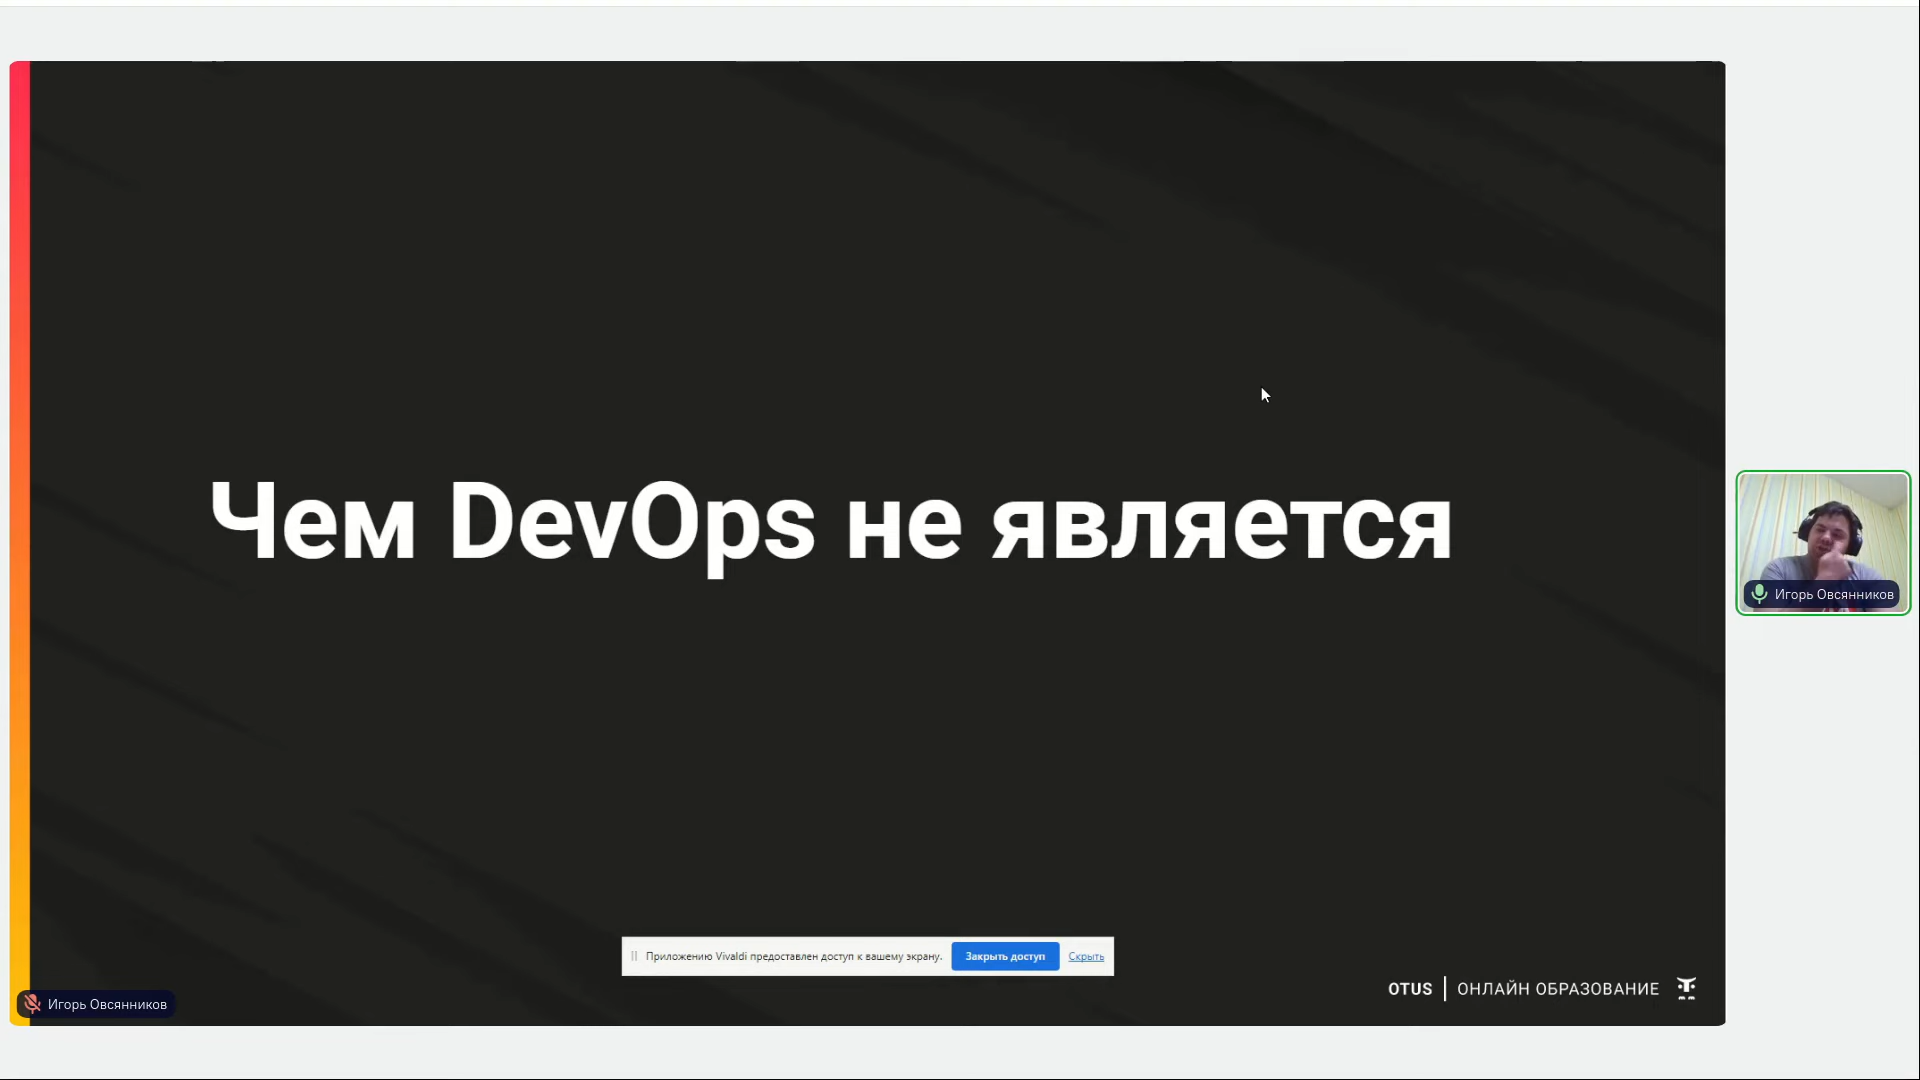 Чем DevOps не является
Игорь Овсянников
Приложению Vivaldi предоставлен доступ к вашему экрану. Закрыть доступ Скрыть
OTUS | ОНЛАЙН ОБРАЗОВАНИЕ
Игорь Овсянников